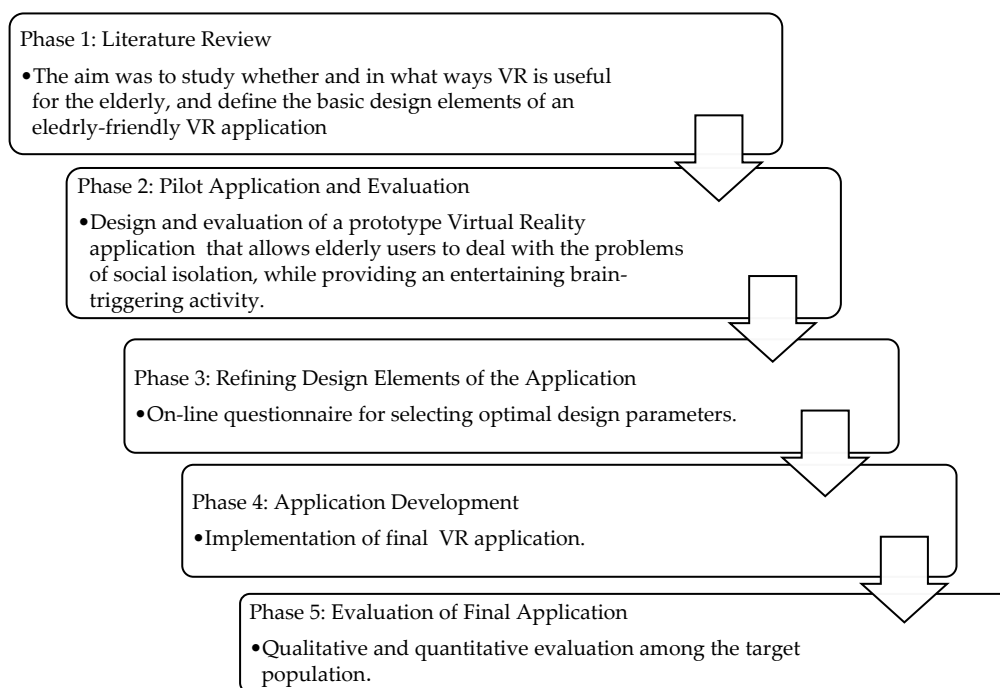 Phase 1: Literature Review
•The aim was to study whether and in what ways VR is useful
for the elderly, and define the basic design elements of an
eledrly-friendly VR application
Phase 2: Pilot Application and Evaluation
•Design and evaluation of a prototype Virtual Reality
application that allows elderly users to deal with the problems
of social isolation, while providing an entertaining brain-
triggering activity.
Phase 3: Refining Design Elements of the Application
•On-line questionnaire for selecting optimal design parameters.
Phase 4: Application Development
•Implementation of final VR application.
Phase 5: Evaluation of Final Application
•Qualitative and quantitative evaluation among the target
population.